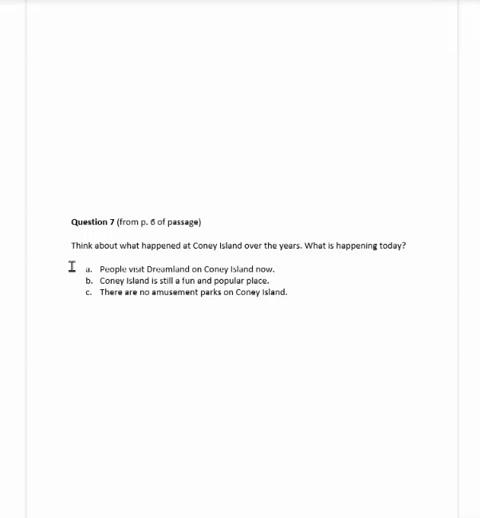 Question 7 (from p. 6 of passage)
Think about what happened at Coney Island over the years. What is happening today?
a. People visit Dreamland on Coney Island now.
b. Coney Island is still a fun and popular place.
c. There are no amusement parks on Coney Island.